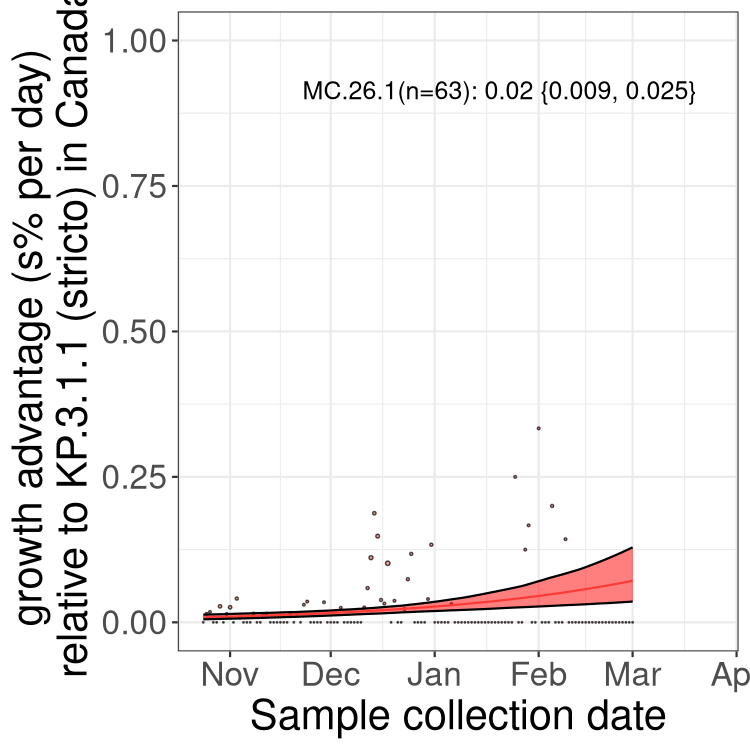 growth advantage (s% per day)
relative to KP.3.1.1 (stricto) in Canada
1.00
0.75
0.50
0.25
0.00
MC.26.1(n=63): 0.02 {0.009, 0.025}
Nov Dec Jan Feb Mar Ap
Sample collection date